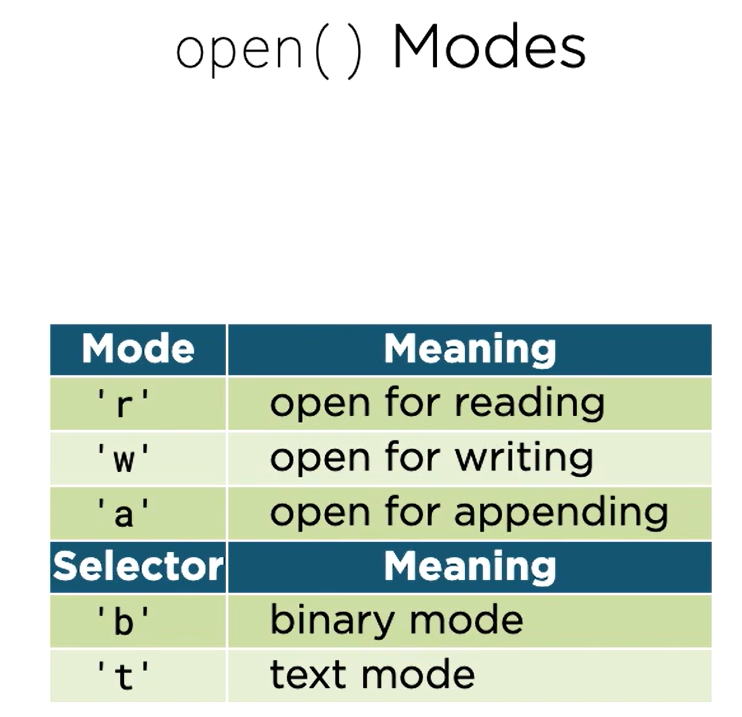 open() Modes
Mode Meaning
'r' open for reading
'w' open for writing
'a' open for appending
Selector Meaning
'b' binary mode
't' text mode